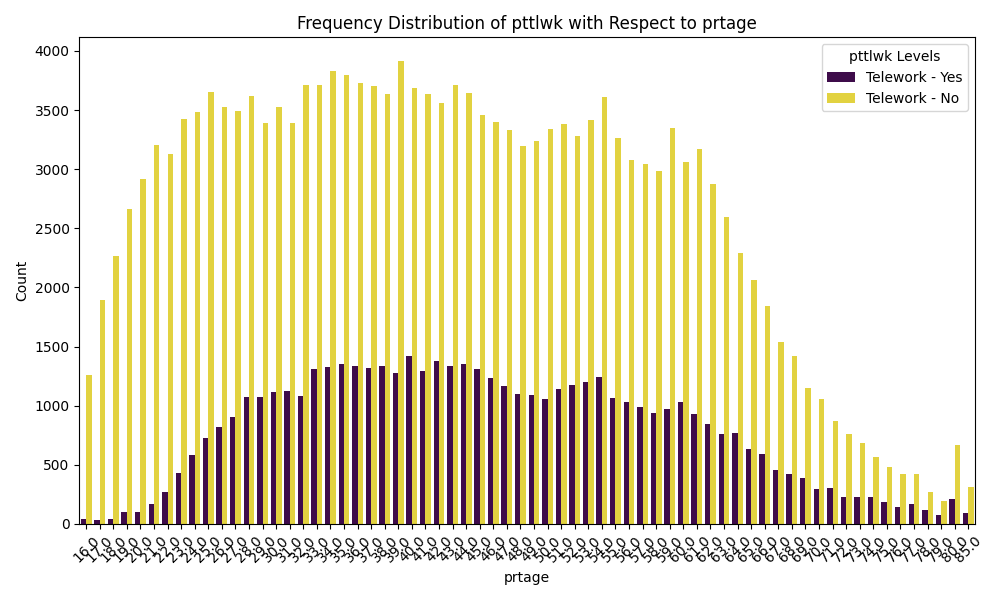 Frequency Distribution of pttlwk with Respect to prtage
pttlwk Levels
Telework - Yes
Telework - No
4000
3500
3000
2500
2000
1500
1000
500
0
Count
16.0 17.0 18.0 19.0 20.0 21.0 22.0 23.0 24.0 25.0 26.0 27.0 28.0 29.0 30.0 31.0 32.0 33.0 34.0 35.0 36.0 37.0 38.0 39.0 40.0 41.0 42.0 43.0 44.0 45.0 46.0 47.0 48.0 49.0 50.0 51.0 52.0 53.0 54.0 55.0 56.0 57.0 58.0 59.0 60.0 61.0 62.0 63.0 64.0 65.0 66.0 67.0 68.0 69.0 70.0 71.0 72.0 73.0 74.0 75.0 76.0 77.0 78.0 79.0 80.0 85.0
prtage